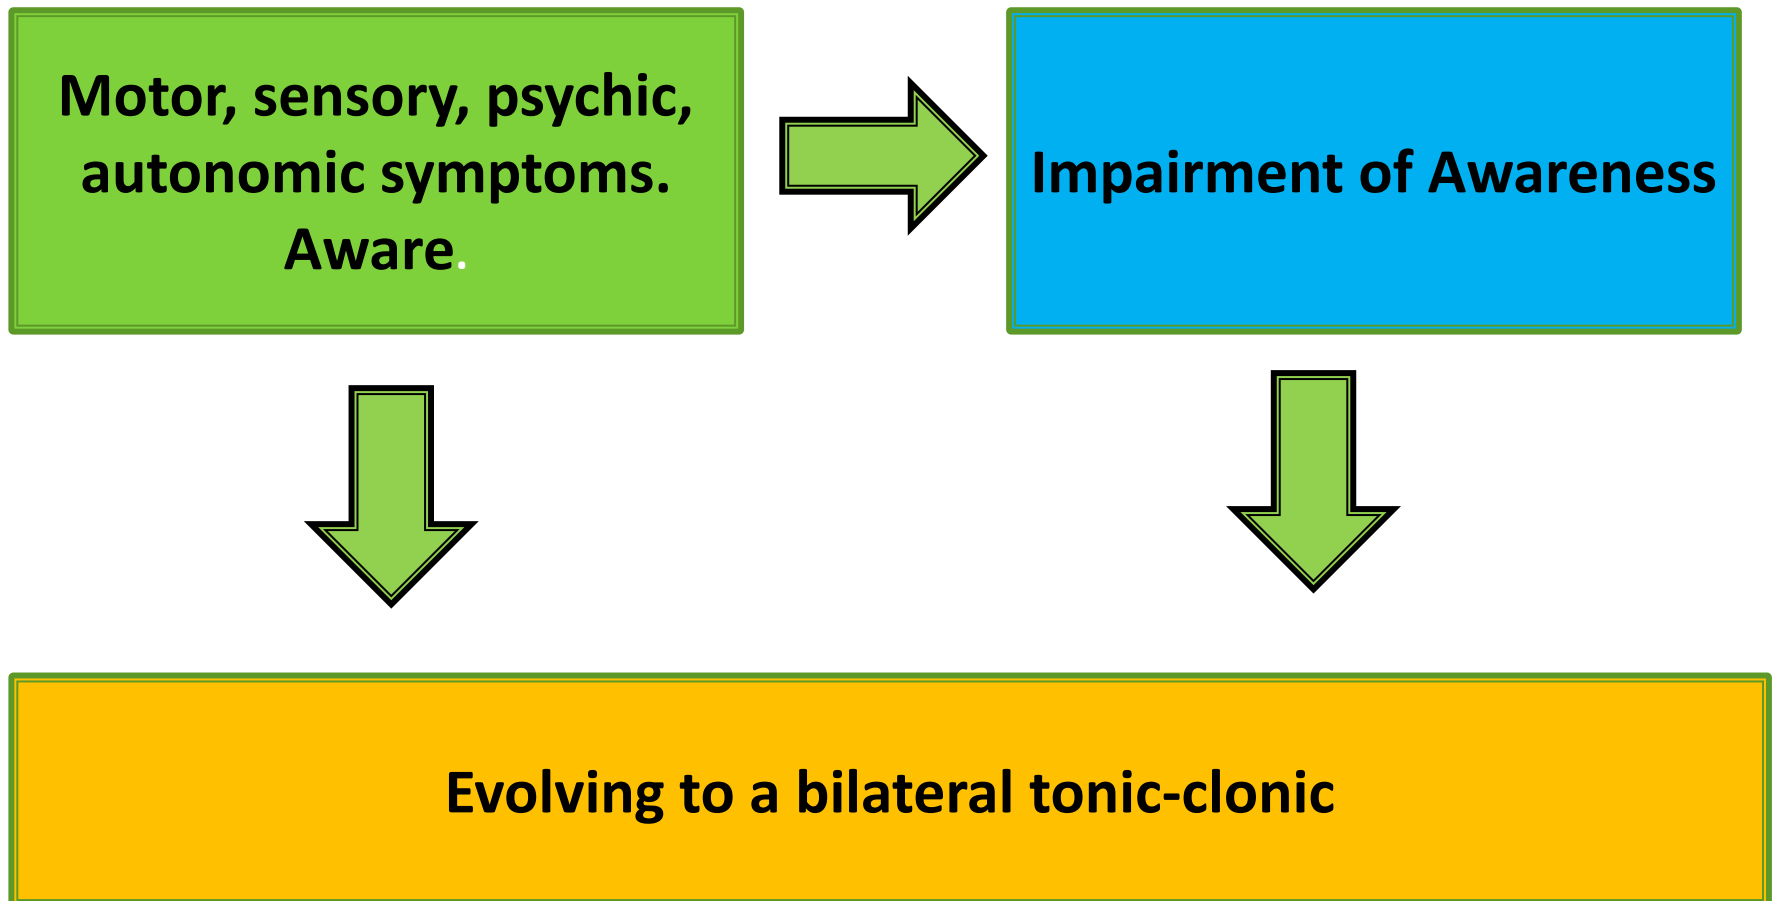 Motor, sensory, psychic,
autonomic symptoms.
Aware.
Impairment of Awareness
Evolving to a bilateral tonic-clonic